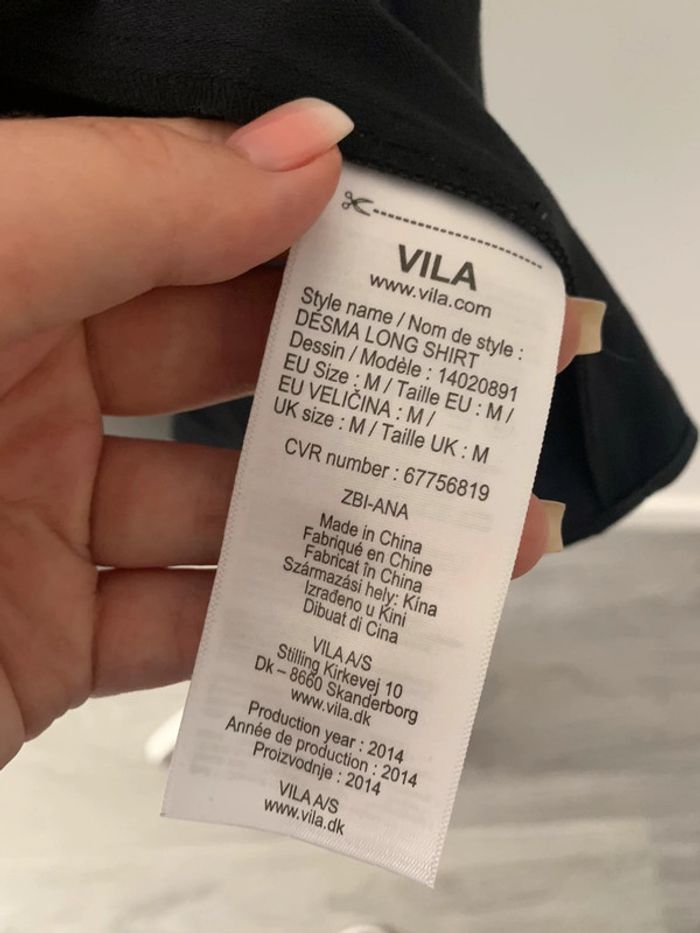 VILA
www.vila.com
Style name / Nom de style :
DESMA LONG SHIRT
Dessin / Modèle : 14020891
EU Size : M / Taille EU : M /
EU VELIČINA : M /
UK size : M / Taille UK : M
CVR number : 67756819
ZBI-ANA
Made in China
Fabriqué en Chine
Fabricat în China
Származási hely: Kína
Izrađeno u Kini
Dibuat di Cina
VILA A/S
Stilling Kirkevej 10
Dk – 8660 Skanderborg
www.vila.dk
Production year : 2014
Année de production : 2014
Proizvodnje : 2014
VILA A/S
www.vila.dk